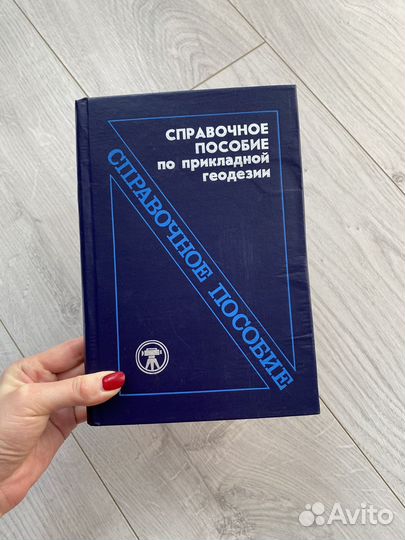 СПРАВОЧНОЕ
ПОСОБИЕ
по прикладной
геодезии
СПРАВОЧНОЕ ПОСОБИЕ
Avito